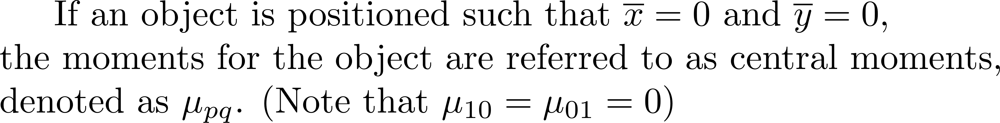 If an object is positioned such that $\overline{x} = 0$ and $\overline{y} = 0$,
the moments for the object are referred to as central moments,
denoted as $\mu_{pq}$. (Note that $\mu_{10} = \mu_{01} = 0$)